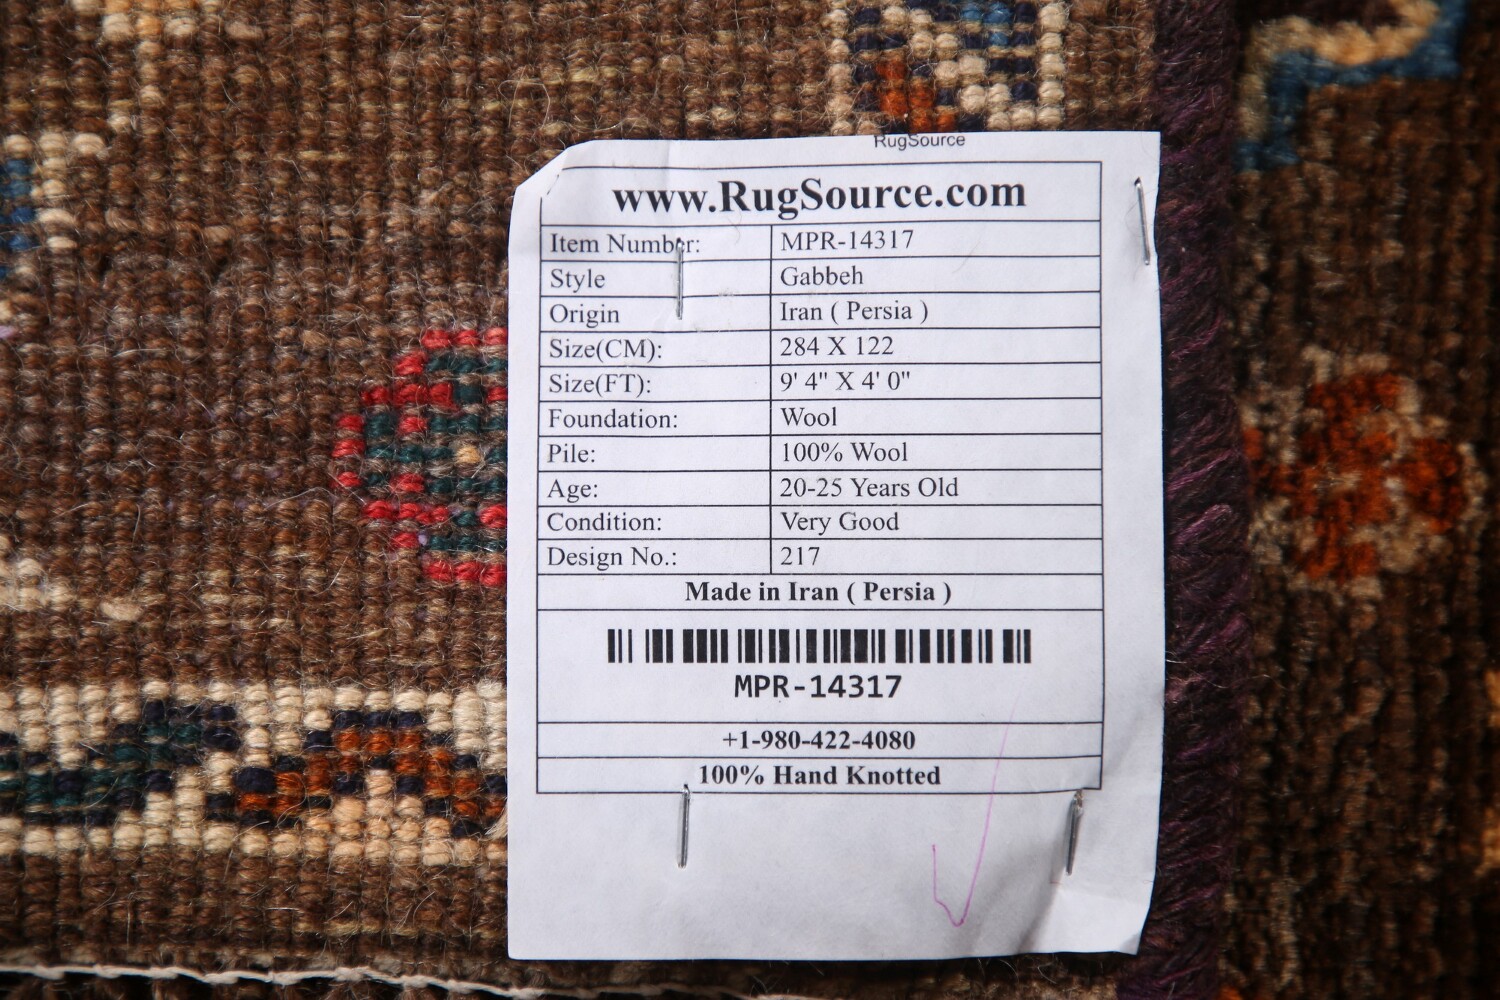 RugSource
www.RugSource.com
Item Number: MPR-14317
Style Gabbeh
Origin Iran ( Persia )
Size(CM): 284 X 122
Size(FT): 9' 4" X 4' 0"
Foundation: Wool
Pile: 100% Wool
Age: 20-25 Years Old
Condition: Very Good
Design No.: 217
Made in Iran ( Persia )
MPR-14317
+1-980-422-4080
100% Hand Knotted